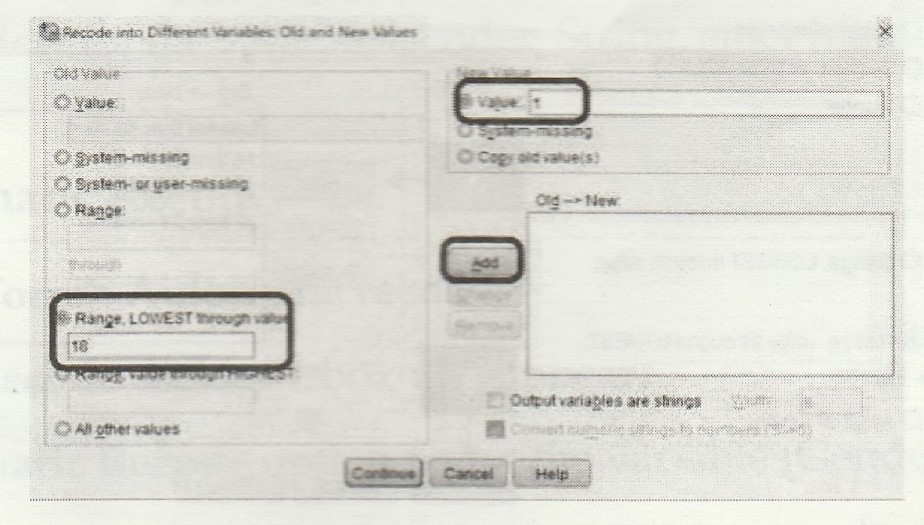 Recode into Different Variables: Old and New Values
Old Value
Value:
System-missing
System- or user-missing
Range:
through
Range, LOWEST through value:
18
Range, value through HIGHEST:
All other values
New Value
Value: 1
System-missing
Copy old value(s)
Old --> New:
Add
Change
Remove
Output variables are strings Width: 8
Convert numeric strings to numbers ('5'->5)
Continue Cancel Help